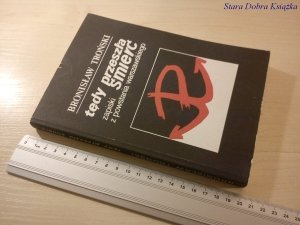 Stara Dobra Książka
BRONISŁAW TROŃSKI
tędy przeszła
śmierć
zapiski
z powstania warszawskiego